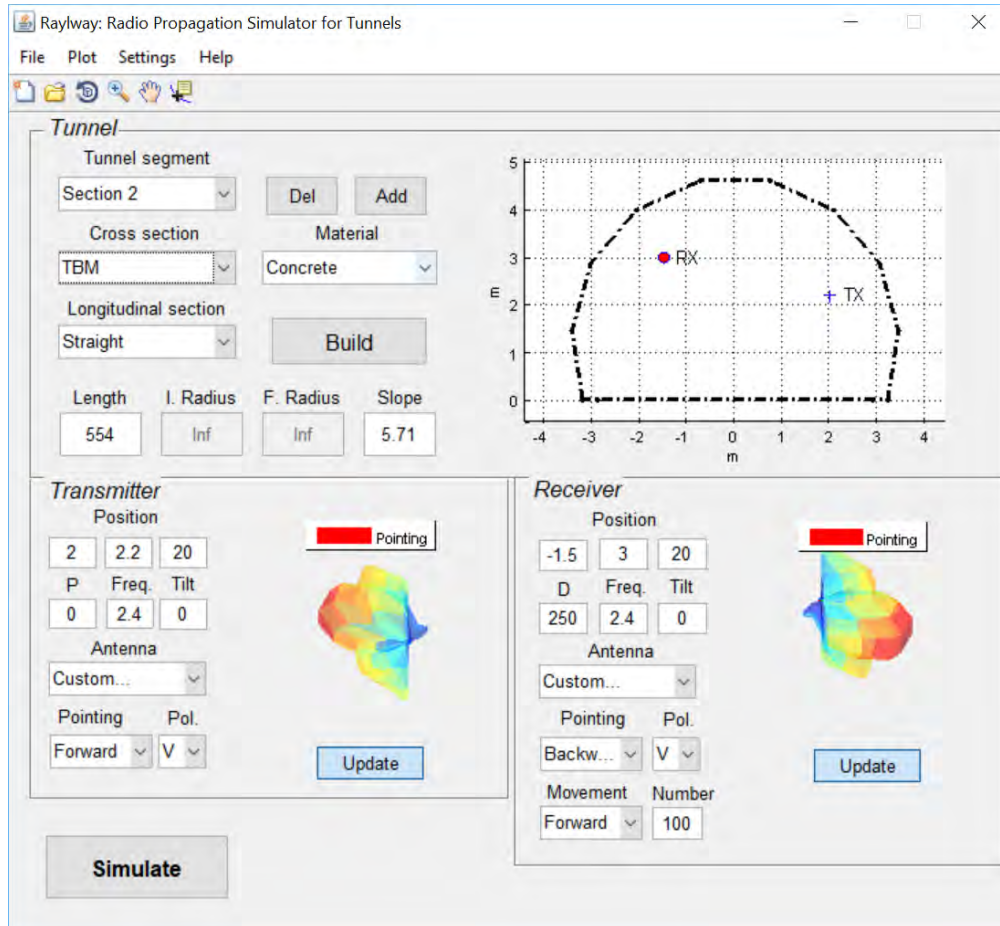 Raylway: Radio Propagation Simulator for Tunnels
File Plot Settings Help
Tunnel
Tunnel segment
Section 2 Del Add
Cross section Material
TBM Concrete
Longitudinal section
Straight Build
Length I. Radius F. Radius Slope
554 Inf Inf 5.71
5
4
3
2
1
0
m
RX
TX
-4 -3 -2 -1 0 1 2 3 4
m
Transmitter
Position
2 2.2 20
P Freq. Tilt
0 2.4 0
Antenna
Custom...
Pointing Pol.
Forward V
Pointing
Update
Receiver
Position
-1.5 3 20
D Freq. Tilt
250 2.4 0
Antenna
Custom...
Pointing Pol.
Backw... V
Movement Number
Forward 100
Pointing
Update
Simulate